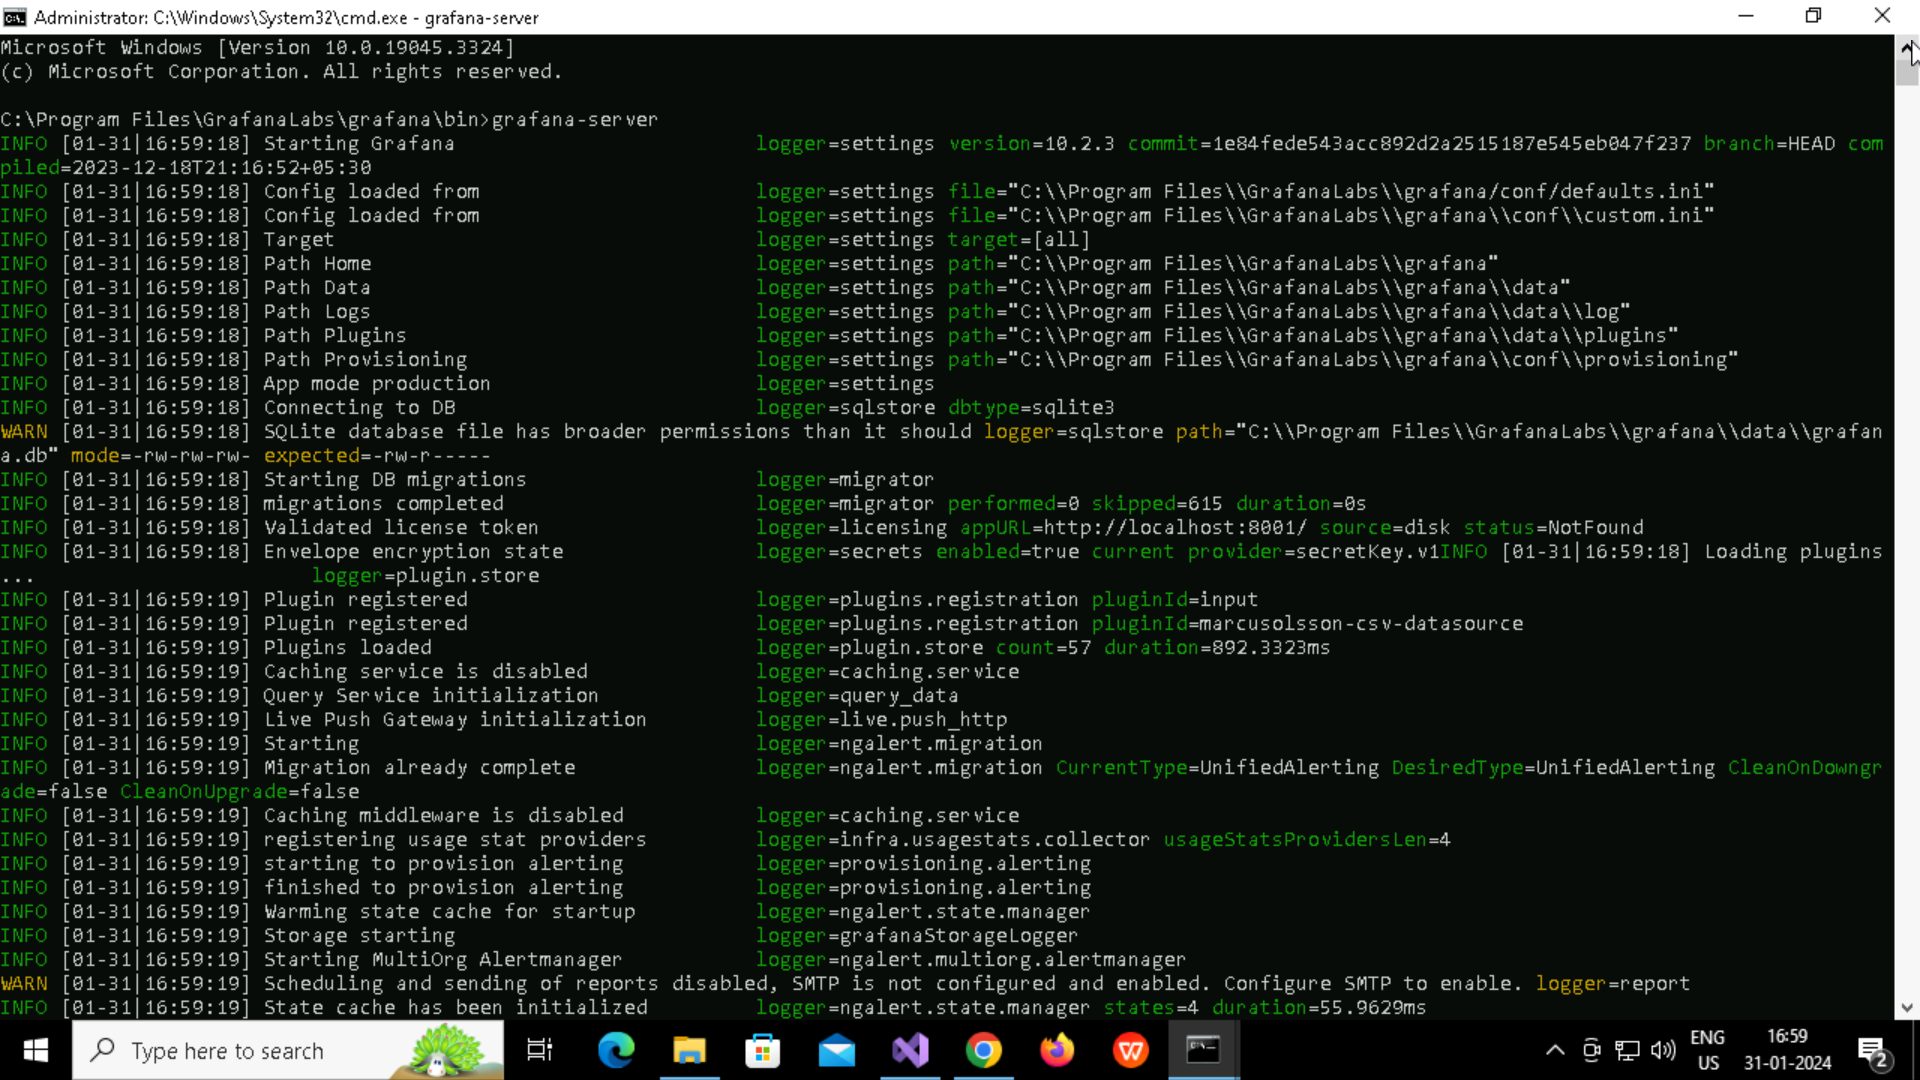 Administrator: C:\Windows\System32\cmd.exe - grafana-server
Microsoft Windows [Version 10.0.19045.3324]
(c) Microsoft Corporation. All rights reserved.
C:\Program Files\GrafanaLabs\grafana\bin>grafana-server
INFO [01-31|16:59:18] Starting Grafana logger=settings version=10.2.3 commit=1e84fede543acc892d2a2515187e545eb047f237 branch=HEAD com
piled=2023-12-18T21:16:52+05:30
INFO [01-31|16:59:18] Config loaded from logger=settings file="C:\\Program Files\\GrafanaLabs\\grafana/conf/defaults.ini"
INFO [01-31|16:59:18] Config loaded from logger=settings file="C:\\Program Files\\GrafanaLabs\\grafana\\conf\\custom.ini"
INFO [01-31|16:59:18] Target logger=settings target=[all]
INFO [01-31|16:59:18] Path Home logger=settings path="C:\\Program Files\\GrafanaLabs\\grafana"
INFO [01-31|16:59:18] Path Data logger=settings path="C:\\Program Files\\GrafanaLabs\\grafana\\data"
INFO [01-31|16:59:18] Path Logs logger=settings path="C:\\Program Files\\GrafanaLabs\\grafana\\data\\log"
INFO [01-31|16:59:18] Path Plugins logger=settings path="C:\\Program Files\\GrafanaLabs\\grafana\\data\\plugins"
INFO [01-31|16:59:18] Path Provisioning logger=settings path="C:\\Program Files\\GrafanaLabs\\grafana\\conf\\provisioning"
INFO [01-31|16:59:18] App mode production logger=settings
INFO [01-31|16:59:18] Connecting to DB logger=sqlstore dbtype=sqlite3
WARN [01-31|16:59:18] SQLite database file has broader permissions than it should logger=sqlstore path="C:\\Program Files\\GrafanaLabs\\grafana\\data\\grafan
a.db" mode=-rw-rw-rw- expected=-rw-r-----
INFO [01-31|16:59:18] Starting DB migrations logger=migrator
INFO [01-31|16:59:18] migrations completed logger=migrator performed=0 skipped=615 duration=0s
INFO [01-31|16:59:18] Validated license token logger=licensing appURL=http://localhost:8001/ source=disk status=NotFound
INFO [01-31|16:59:18] Envelope encryption state logger=secrets enabled=true current provider=secretKey.v1INFO [01-31|16:59:18] Loading plugins
... logger=plugin.store
INFO [01-31|16:59:19] Plugin registered logger=plugins.registration pluginId=input
INFO [01-31|16:59:19] Plugin registered logger=plugins.registration pluginId=marcusolsson-csv-datasource
INFO [01-31|16:59:19] Plugins loaded logger=plugin.store count=57 duration=892.3323ms
INFO [01-31|16:59:19] Caching service is disabled logger=caching.service
INFO [01-31|16:59:19] Query Service initialization logger=query_data
INFO [01-31|16:59:19] Live Push Gateway initialization logger=live.push_http
INFO [01-31|16:59:19] Starting logger=ngalert.migration
INFO [01-31|16:59:19] Migration already complete logger=ngalert.migration CurrentType=UnifiedAlerting DesiredType=UnifiedAlerting CleanOnDowngr
ade=false CleanOnUpgrade=false
INFO [01-31|16:59:19] Caching middleware is disabled logger=caching.service
INFO [01-31|16:59:19] registering usage stat providers logger=infra.usagestats.collector usageStatsProvidersLen=4
INFO [01-31|16:59:19] starting to provision alerting logger=provisioning.alerting
INFO [01-31|16:59:19] finished to provision alerting logger=provisioning.alerting
INFO [01-31|16:59:19] Warming state cache for startup logger=ngalert.state.manager
INFO [01-31|16:59:19] Storage starting logger=grafanaStorageLogger
INFO [01-31|16:59:19] Starting MultiOrg Alertmanager logger=ngalert.multiorg.alertmanager
WARN [01-31|16:59:19] Scheduling and sending of reports disabled, SMTP is not configured and enabled. Configure SMTP to enable. logger=report
INFO [01-31|16:59:19] State cache has been initialized logger=ngalert.state.manager states=4 duration=55.9629ms
Type here to search
ENG
US
16:59
31-01-2024
2